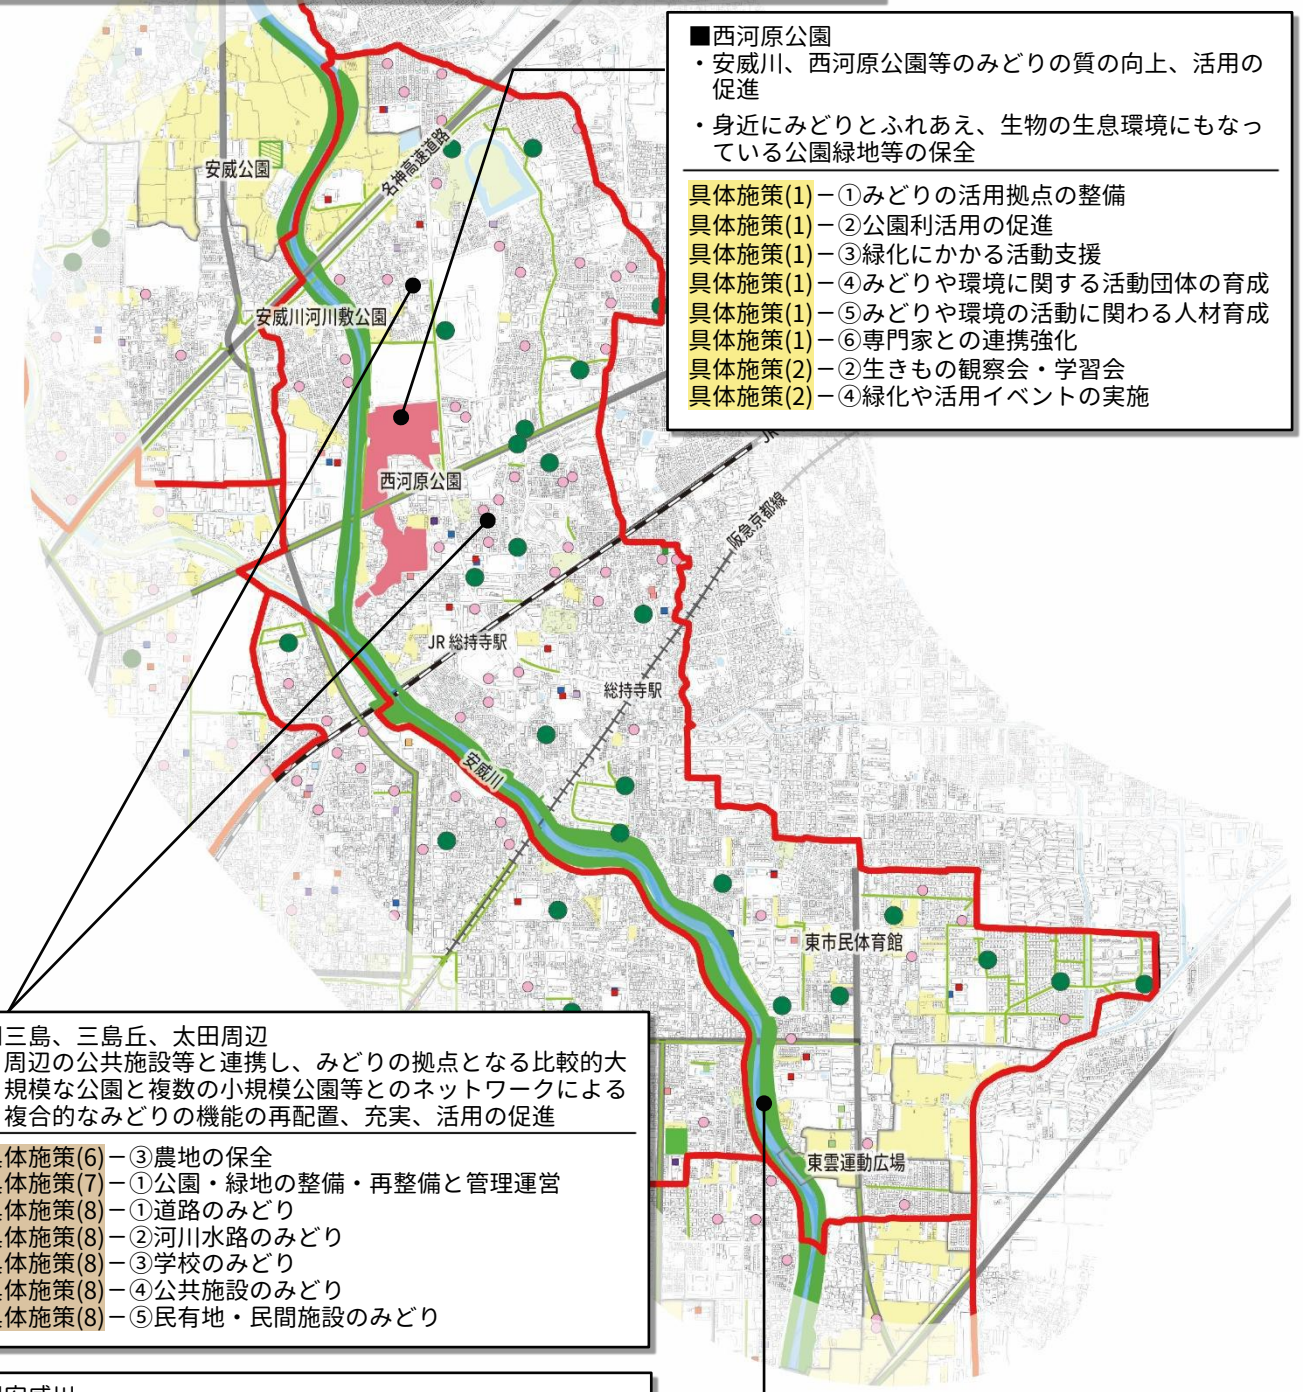 ■西河原公園
・安威川、西河原公園等のみどりの質の向上、活用の
促進
・身近にみどりとふれあえ、生物の生息環境にもなっ
ている公園緑地等の保全
具体施策(1)－①みどりの活用拠点の整備
具体施策(1)－②公園利活用の促進
具体施策(1)－③緑化にかかる活動支援
具体施策(1)－④みどりや環境に関する活動団体の育成
具体施策(1)－⑤みどりや環境の活動に関わる人材育成
具体施策(1)－⑥専門家との連携強化
具体施策(2)－②生きもの観察会・学習会
具体施策(2)－④緑化や活用イベントの実施
安威公園
名神高速道路
安威川河川敷公園
西河原公園
JR
阪急京都線
JR 総持寺駅
総持寺駅
安威川
東市民体育館
東雲運動広場
三島、三島丘、太田周辺
周辺の公共施設等と連携し、みどりの拠点となる比較的大
規模な公園と複数の小規模公園等とのネットワークによる
複合的なみどりの機能の再配置、充実、活用の促進
体施策(6)－③農地の保全
体施策(7)－①公園・緑地の整備・再整備と管理運営
体施策(8)－①道路のみどり
体施策(8)－②河川水路のみどり
体施策(8)－③学校のみどり
体施策(8)－④公共施設のみどり
体施策(8)－⑤民有地・民間施設のみどり